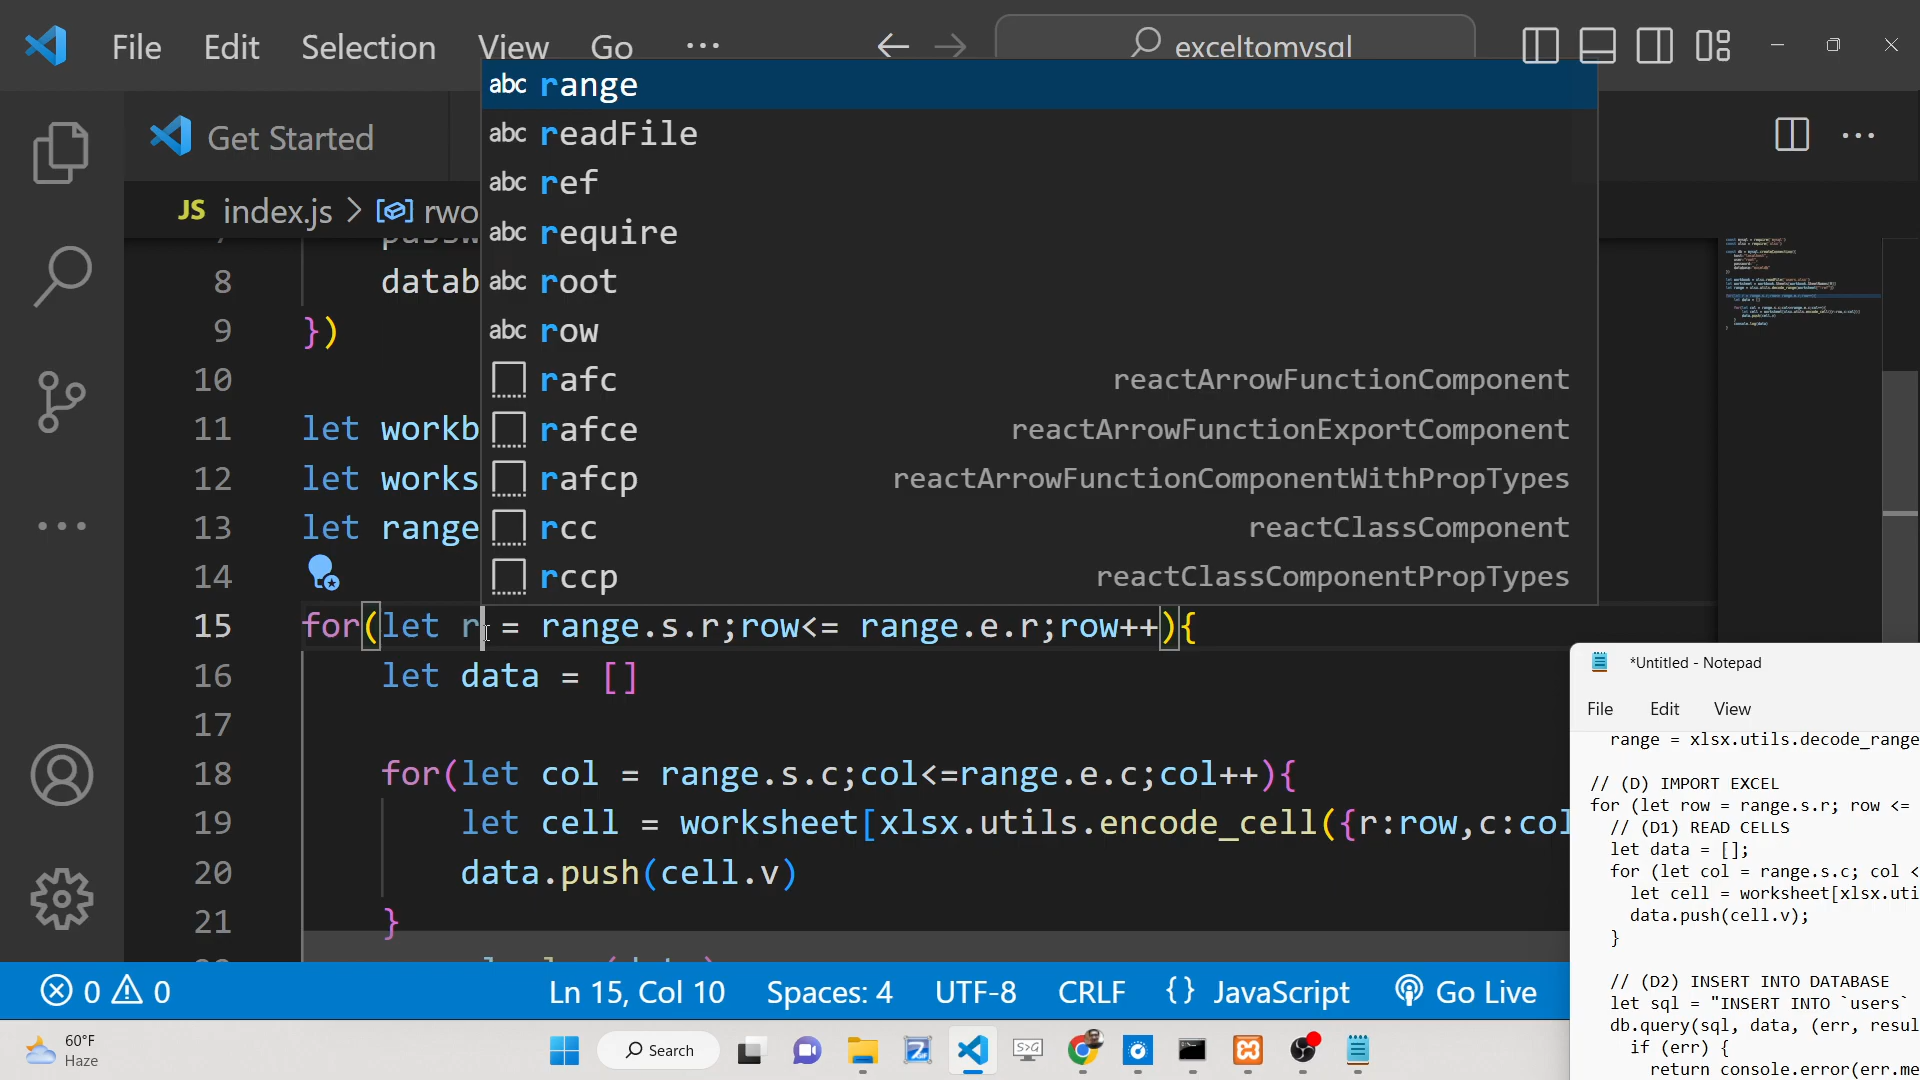 File Edit Selection View Go ... exceltomysql
Get Started
JS index.js > rwo
8 datab
9 })
10
11 let workb
12 let works
13 let range
14
15 for(let r = range.s.r;row<= range.e.r;row++){
16 let data = []
17
18 for(let col = range.s.c;col<=range.e.c;col++){
19 let cell = worksheet[xlsx.utils.encode_cell({r:row,c:col
20 data.push(cell.v)
21 }
abc range
abc readFile
abc ref
abc require
abc root
abc row
rafc reactArrowFunctionComponent
rafce reactArrowFunctionExportComponent
rafcp reactArrowFunctionComponentWithPropTypes
rcc reactClassComponent
rccp reactClassComponentPropTypes
0 0 Ln 15, Col 10 Spaces: 4 UTF-8 CRLF {} JavaScript Go Live
*Untitled - Notepad
File Edit View
range = xlsx.utils.decode_range
// (D) IMPORT EXCEL
for (let row = range.s.r; row <=
// (D1) READ CELLS
let data = [];
for (let col = range.s.c; col <
let cell = worksheet[xlsx.uti
data.push(cell.v);
}
// (D2) INSERT INTO DATABASE
let sql = "INSERT INTO `users`
db.query(sql, data, (err, resul
if (err) {
return console.error(err.me
60°F
Haze
Search